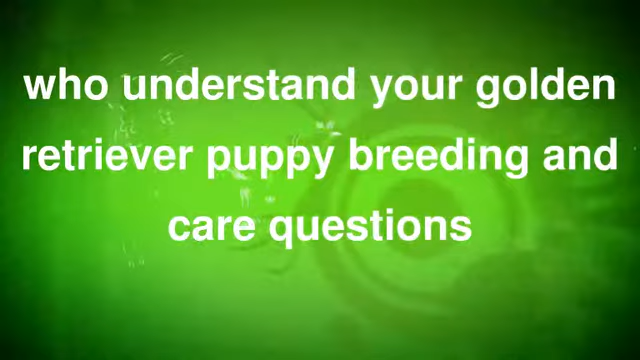 who understand your golden
retriever puppy breeding and
care questions